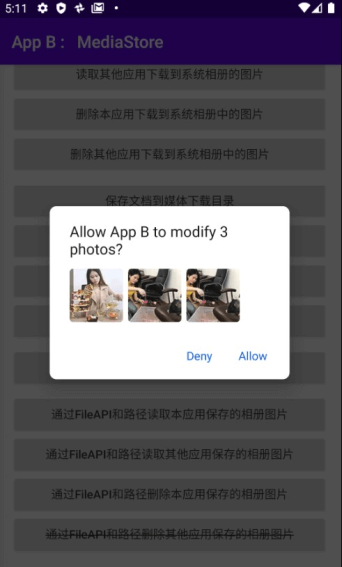 5:11
App B： MediaStore
读取其他应用下载到系统相册的图片
删除本应用下载到系统相册中的图片
删除其他应用下载到系统相册中的图片
保存文档到媒体下载目录
Allow App B to modify 3
photos?
Deny
Allow
通过FileAPI和路径读取本应用保存的相册图片
通过FileAPI和路径读取其他应用保存的相册图片
通过FileAPI和路径删除本应用保存的相册图片
通过FileAPI和路径删除其他应用保存的相册图片